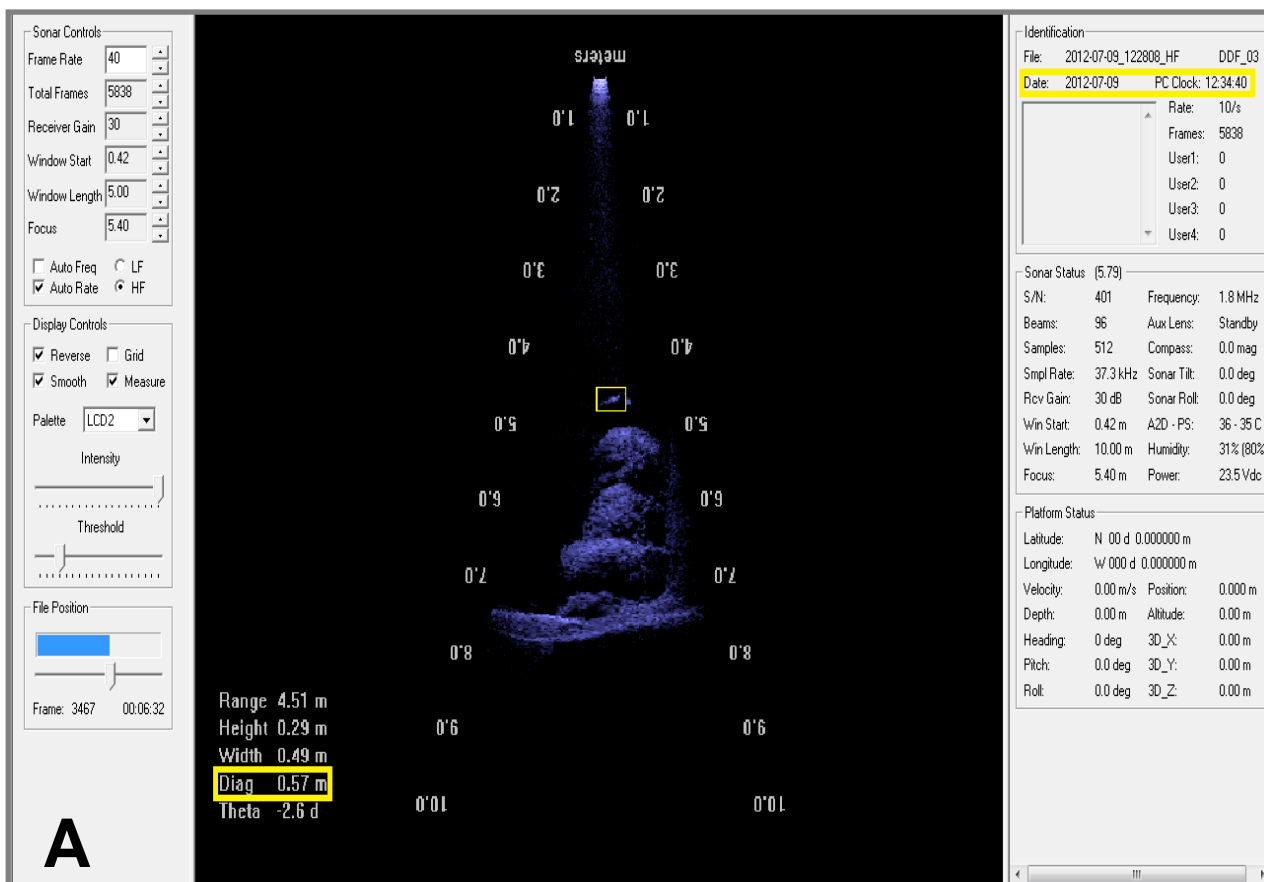 Sonar Controls
Frame Rate 40
Total Frames 5838
Receiver Gain 30
Window Start 0.42
Window Length 5.00
Focus 5.40
Auto Freq LF
Auto Rate HF
Display Controls
Reverse Grid
Smooth Measure
Palette LCD2
Intensity
Threshold
File Position
Frame: 3467 00:06:32
A
meters
1.0 1.0
2.0 2.0
3.0 3.0
4.0 4.0
5.0 5.0
6.0 6.0
7.0 7.0
8.0 8.0
9.0 9.0
10.0 10.0
Range 4.51 m
Height 0.29 m
Width 0.49 m
Diag 0.57 m
Theta -2.6 d
Identification
File: 2012-07-09_122808_HF DDF_03
Date: 2012-07-09 PC Clock: 12:34:40
Rate: 10/s
Frames: 5838
User1: 0
User2: 0
User3: 0
User4: 0
Sonar Status (5.79)
S/N: 401 Frequency: 1.8 MHz
Beams: 96 Aux Lens: Standby
Samples: 512 Compass: 0.0 mag
Smpl Rate: 37.3 kHz Sonar Tilt: 0.0 deg
Rcv Gain: 30 dB Sonar Roll: 0.0 deg
Win Start: 0.42 m A2D - PS: 36 - 35 C
Win Length: 10.00 m Humidity: 31% (80%
Focus: 5.40 m Power: 23.5 Vdc
Platform Status
Latitude: N 00 d 0.000000 m
Longitude: W 000 d 0.000000 m
Velocity: 0.00 m/s Position: 0.000 m
Depth: 0.00 m Altitude: 0.00 m
Heading: 0 deg 3D_X: 0.00 m
Pitch: 0.0 deg 3D_Y: 0.00 m
Roll: 0.0 deg 3D_Z: 0.00 m